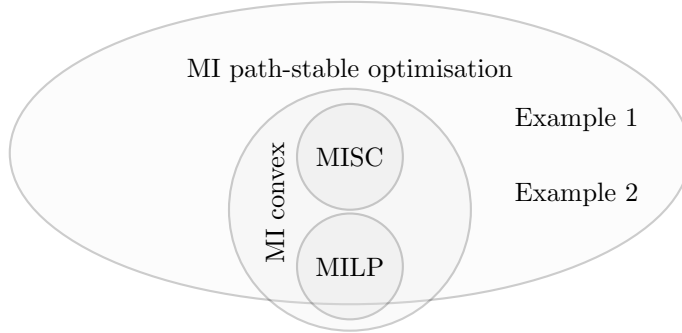 MI path-stable optimisation
Example 1
MISC
MI convex
Example 2
MILP